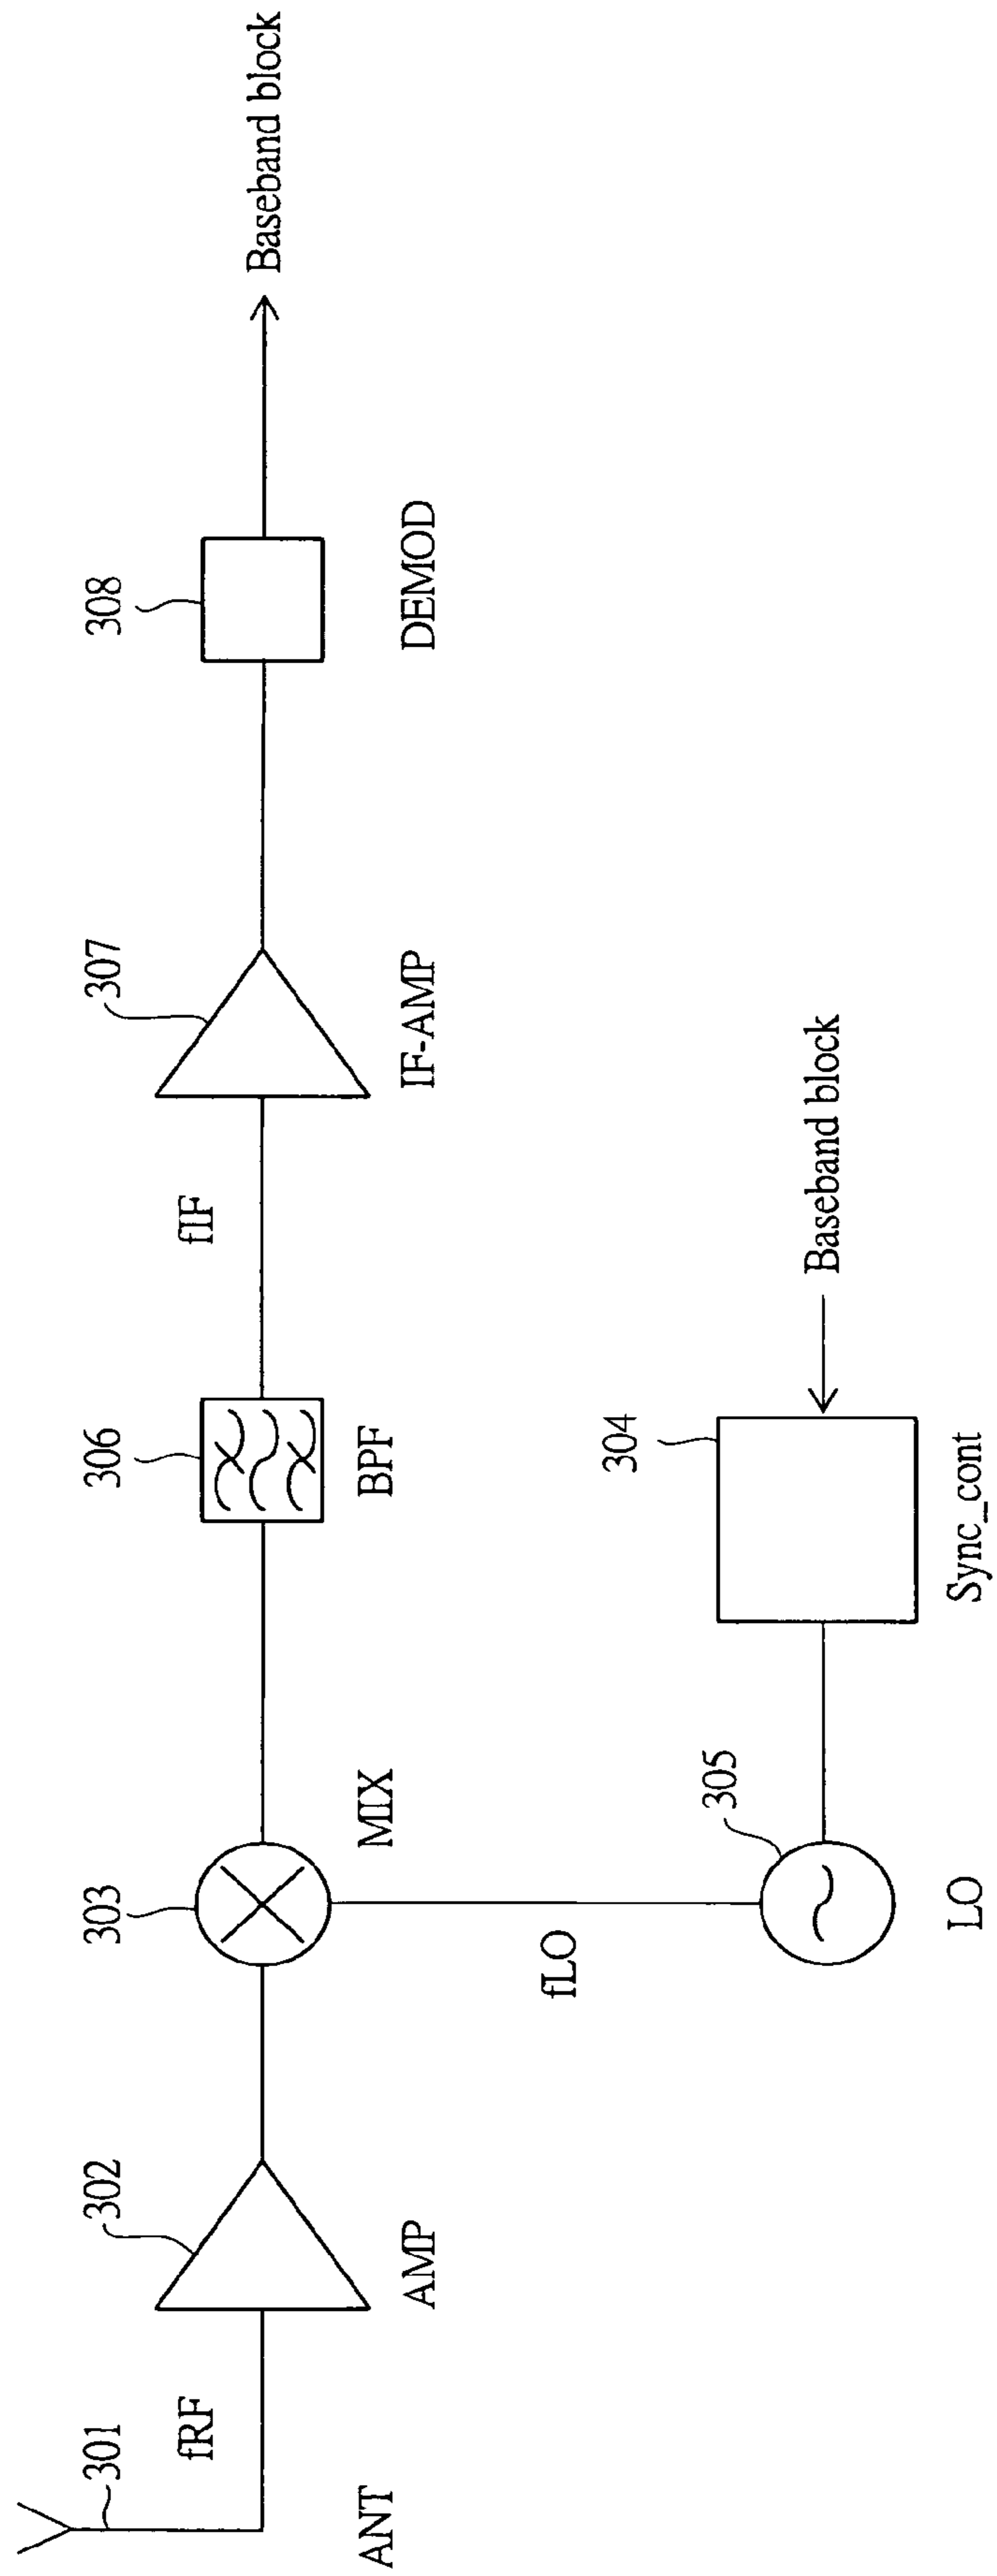 301
fRF
ANT
302
AMP
303
MIX
fLO
305
LO
304
Sync_cont
Baseband block
306
BPF
fIF
307
IF-AMP
308
DEMOD
Baseband block